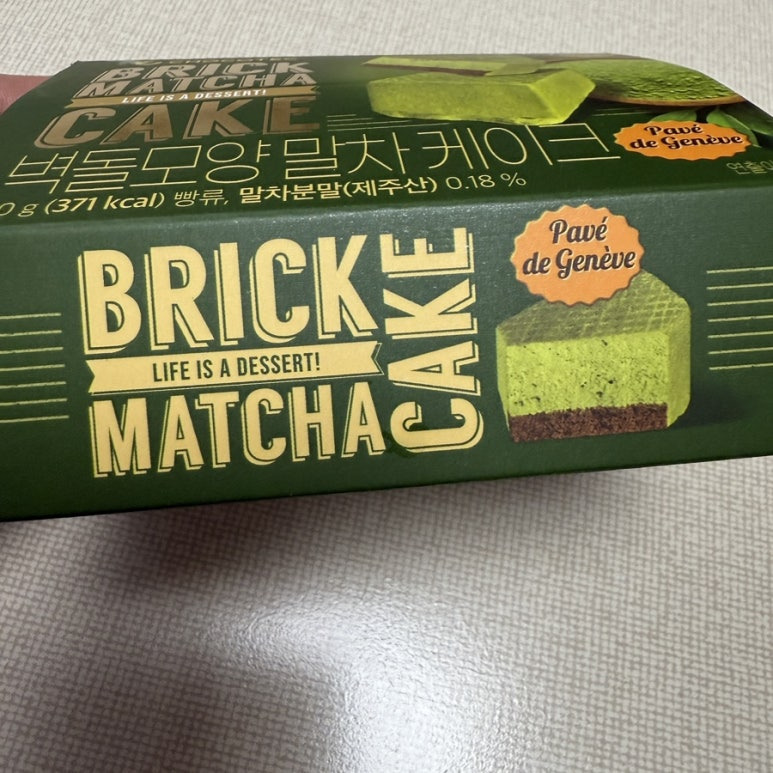 BRICK
MATCHA
LIFE IS A DESSERT!
CAKE
벽돌모양 말차 케이크
Pavé
de Genève
0 g (371 kcal) 빵류, 말차분말(제주산) 0.18 %
BRICK
LIFE IS A DESSERT!
MATCHA
CAKE
Pavé
de Genève